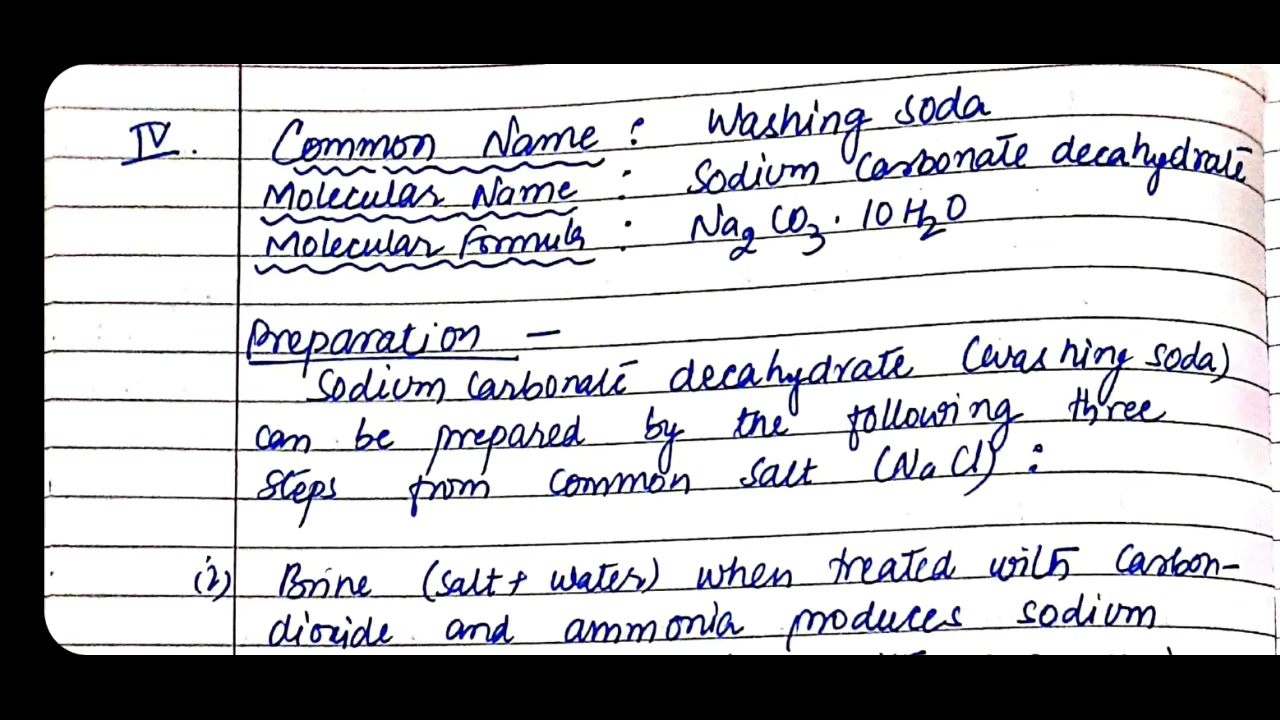 IV. Common Name : Washing soda
Molecular Name : Sodium Carbonate decahydrate
Molecular Formula : Na2CO3 · 10H2O
Preparation —
Sodium carbonate decahydrate (washing soda)
can be prepared by the following three
steps from common salt (NaCl) :
(i) Brine (salt + water) when treated with Carbon-
dioxide and ammonia produces sodium